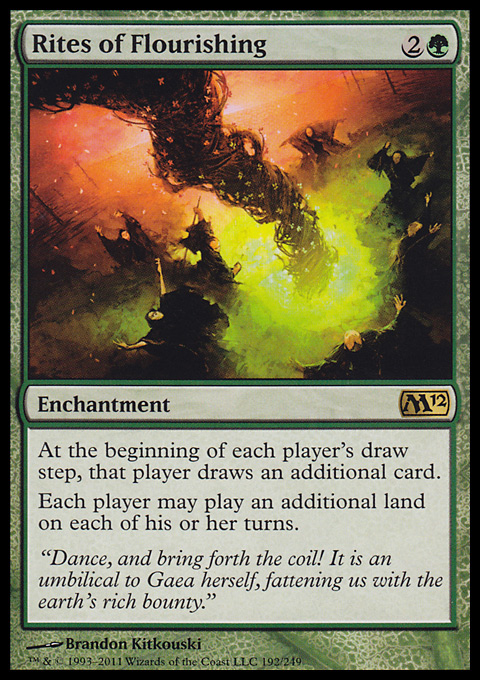 Rites of Flourishing 2
Enchantment M12
At the beginning of each player's draw
step, that player draws an additional card.
Each player may play an additional land
on each of his or her turns.
"Dance, and bring forth the coil! It is an
umbilical to Gaea herself, fattening us with the
earth's rich bounty."
Brandon Kitkouski
™ & © 1993–2011 Wizards of the Coast LLC 192/249